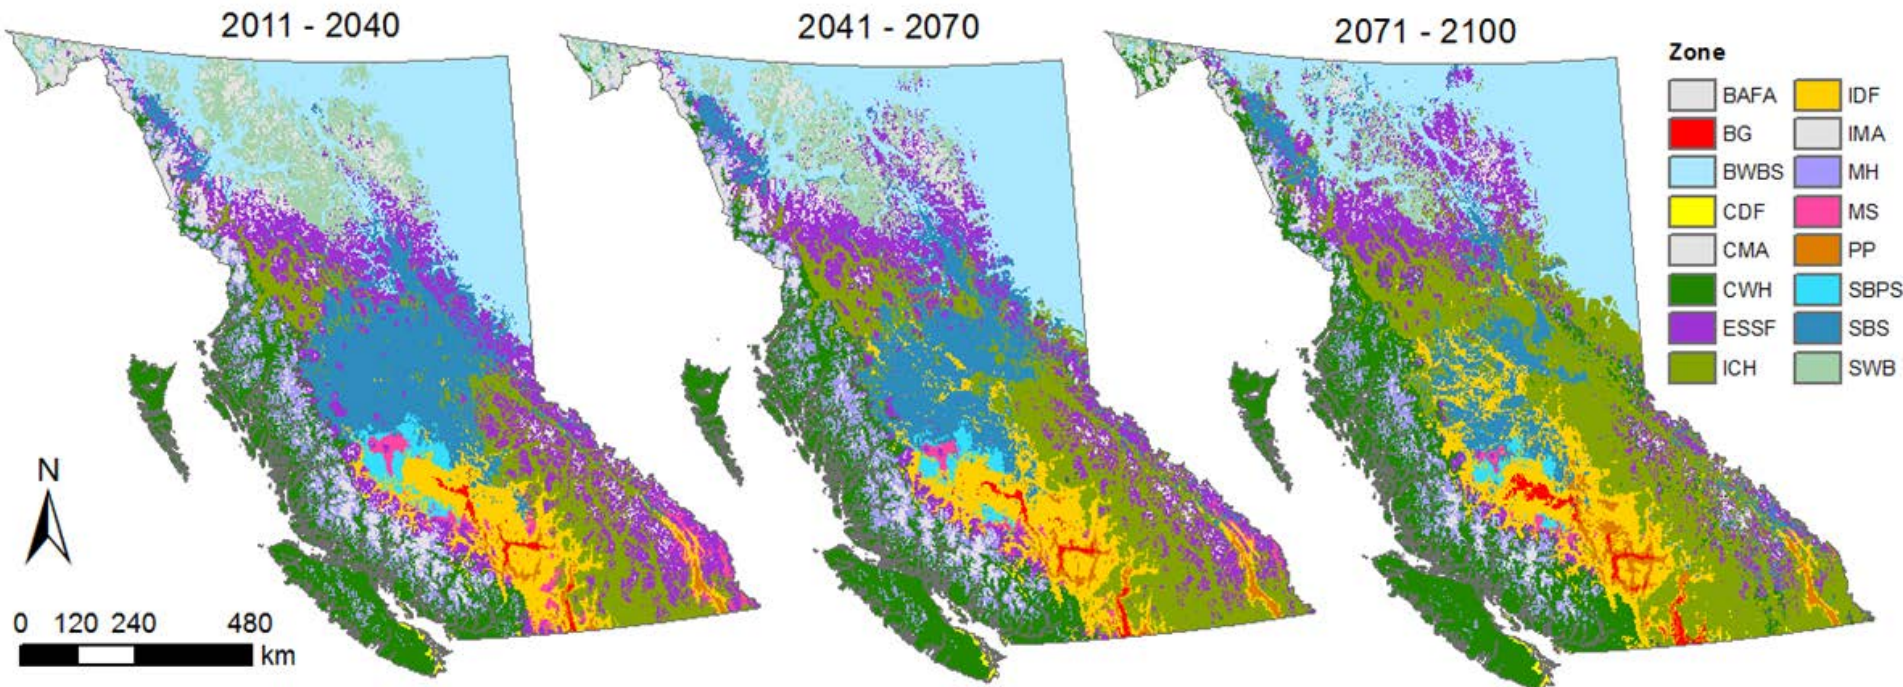 2011 - 2040
2041 - 2070
2071 - 2100
Zone
BAFA
IDF
BG
IMA
BWBS
MH
CDF
MS
CMA
PP
CWH
SBPS
ESSF
SBS
ICH
SWB
N
0 120 240 480
km